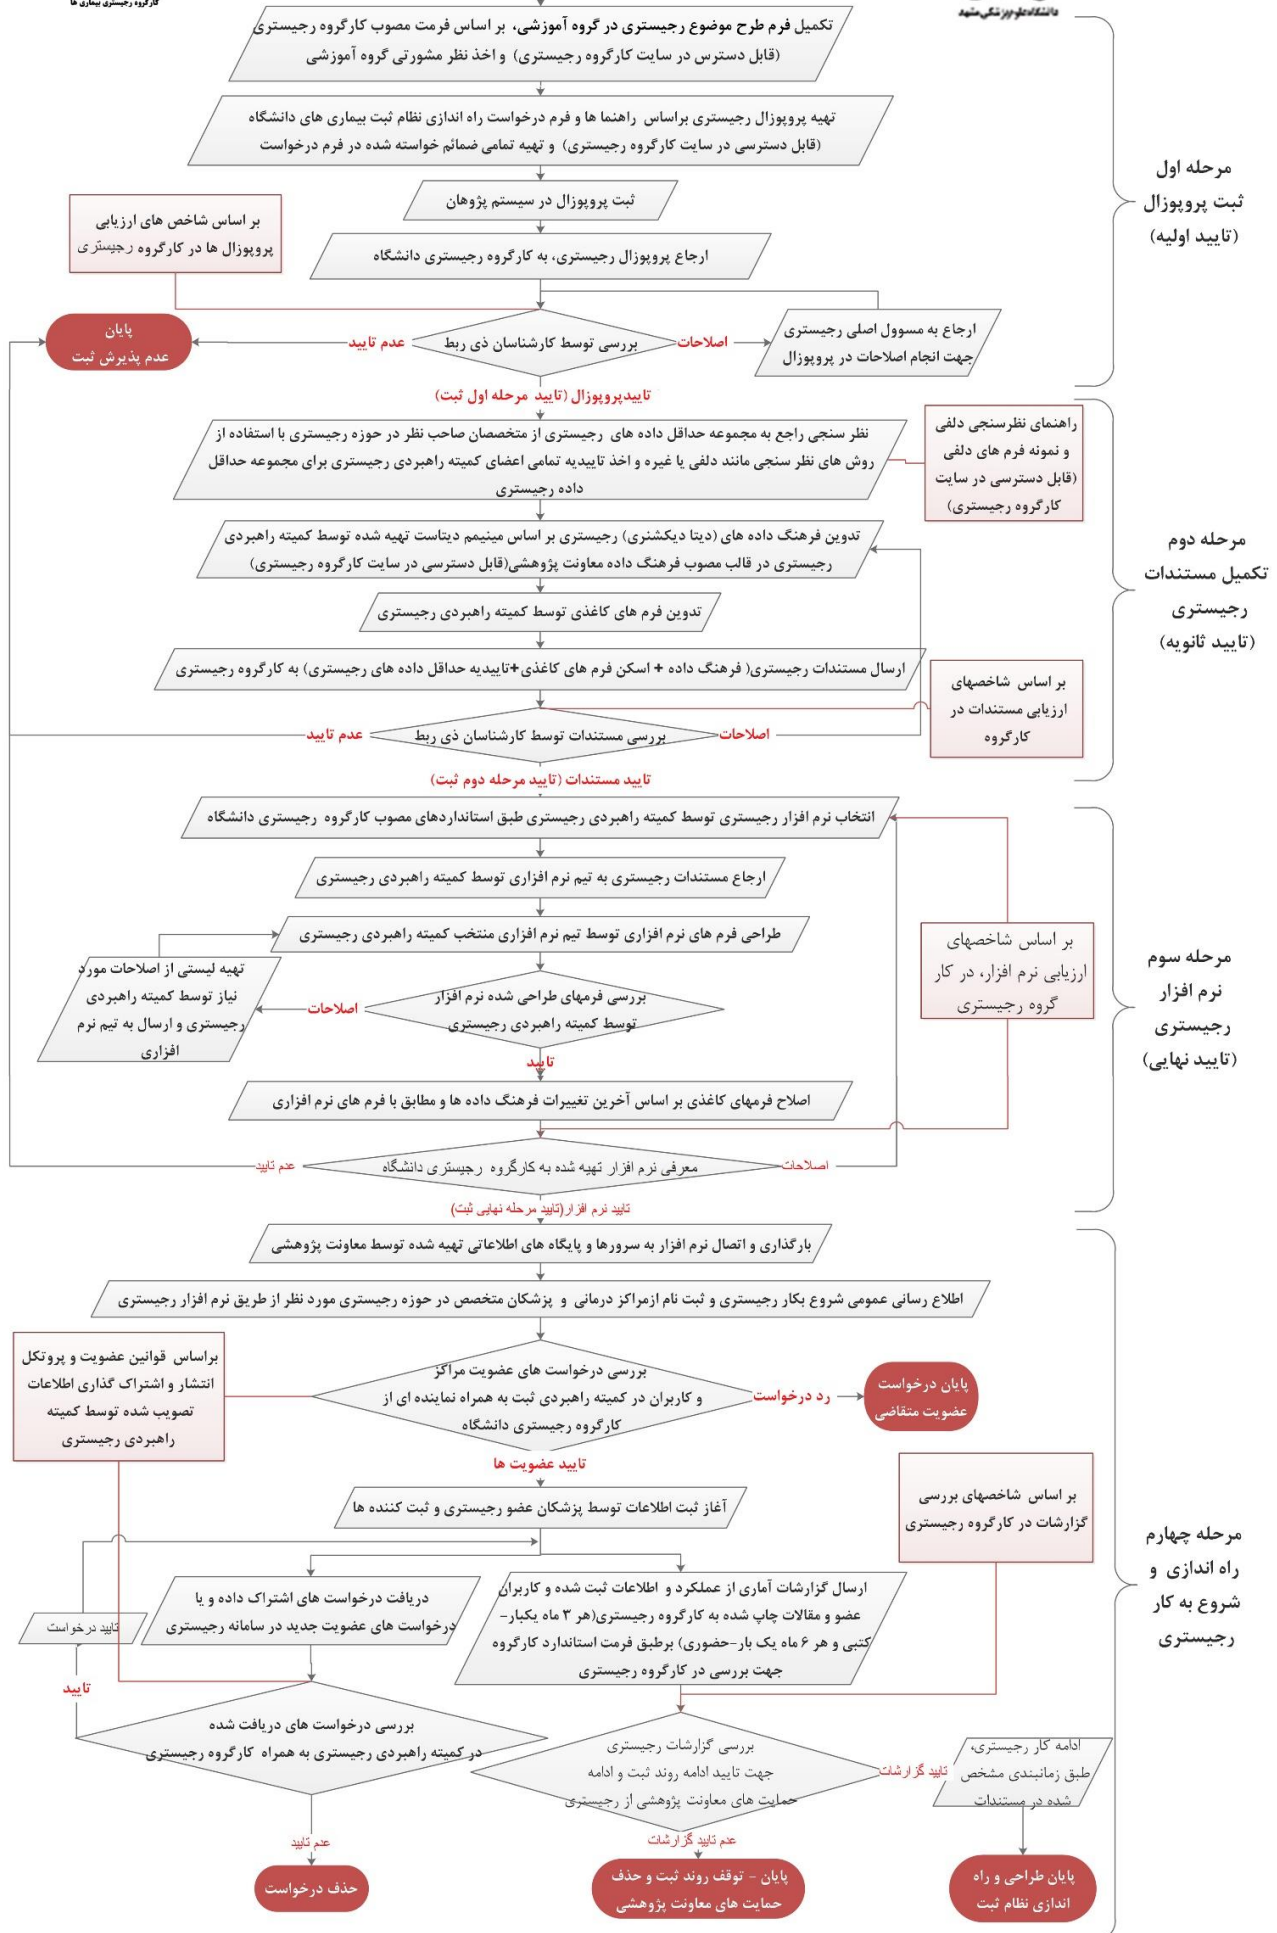 کارگروه رجیستری بیماری ها
دانشگاه علوم پزشکی مشهد
تکمیل فرم طرح موضوع رجیستری در گروه آموزشی، بر اساس فرمت مصوب کارگروه رجیستری
(قابل دسترس در سایت کارگروه رجیستری) و اخذ نظر مشورتی گروه آموزشی
تهیه پروپوزال رجیستری براساس راهنما ها و فرم درخواست راه اندازی نظام ثبت بیماری های دانشگاه
(قابل دسترسی در سایت کارگروه رجیستری) و تهیه تمامی ضمائم خواسته شده در فرم درخواست
مرحله اول
ثبت پروپوزال
(تایید اولیه)
ثبت پروپوزال در سیستم پژوهان
بر اساس شاخص های ارزیابی
پروپوزال ها در کارگروه رجیستری
ارجاع پروپوزال رجیستری، به کارگروه رجیستری دانشگاه
ارجاع به مسوول اصلی رجیستری
جهت انجام اصلاحات در پروپوزال
اصلاحات
بررسی توسط کارشناسان ذی ربط
عدم تایید
پایان
عدم پذیرش ثبت
تاییدپروپوزال (تایید مرحله اول ثبت)
راهنمای نظرسنجی دلفی
و نمونه فرم های دلفی
(قابل دسترسی در سایت
کارگروه رجیستری)
نظر سنجی راجع به مجموعه حداقل داده های رجیستری از متخصصان صاحب نظر در حوزه رجیستری با استفاده از
روش های نظر سنجی مانند دلفی یا غیره و اخذ تاییدیه تمامی اعضای کمیته راهبردی رجیستری برای مجموعه حداقل
داده رجیستری
مرحله دوم
تکمیل مستندات
رجیستری
(تایید ثانویه)
تدوین فرهنگ داده های (دیتا دیکشنری) رجیستری بر اساس مینیمم دیتاست تهیه شده توسط کمیته راهبردی
رجیستری در قالب مصوب فرهنگ داده معاونت پژوهشی(قابل دسترسی در سایت کارگروه رجیستری)
تدوین فرم های کاغذی توسط کمیته راهبردی رجیستری
ارسال مستندات رجیستری( فرهنگ داده + اسکن فرم های کاغذی+تاییدیه حداقل داده های رجیستری) به کارگروه رجیستری
بر اساس شاخصهای
ارزیابی مستندات در
کارگروه
اصلاحات
بررسی مستندات توسط کارشناسان ذی ربط
عدم تایید
تایید مستندات (تایید مرحله دوم ثبت)
انتخاب نرم افزار رجیستری توسط کمیته راهبردی رجیستری طبق استانداردهای مصوب کارگروه رجیستری دانشگاه
ارجاع مستندات رجیستری به تیم نرم افزاری توسط کمیته راهبردی رجیستری
طراحی فرم های نرم افزاری توسط تیم نرم افزاری منتخب کمیته راهبردی رجیستری
مرحله سوم
نرم افزار
رجیستری
(تایید نهایی)
بر اساس شاخصهای
ارزیابی نرم افزار، در کار
گروه رجیستری
بررسی فرمهای طراحی شده نرم افزار
توسط کمیته راهبردی رجیستری
اصلاحات
تهیه لیستی از اصلاحات مورد
نیاز توسط کمیته راهبردی
رجیستری و ارسال به تیم نرم
افزاری
تایید
اصلاح فرمهای کاغذی بر اساس آخرین تغییرات فرهنگ داده ها و مطابق با فرم های نرم افزاری
اصلاحات
معرفی نرم افزار تهیه شده به کارگروه رجیستری دانشگاه
عدم تایید
تایید نرم افزار(تایید مرحله نهایی ثبت)
بارگذاری و اتصال نرم افزار به سرورها و پایگاه های اطلاعاتی تهیه شده توسط معاونت پژوهشی
اطلاع رسانی عمومی شروع بکار رجیستری و ثبت نام ازمراکز درمانی و پزشکان متخصص در حوزه رجیستری مورد نظر از طریق نرم افزار رجیستری
براساس قوانین عضویت و پروتکل
انتشار و اشتراک گذاری اطلاعات
تصویب شده توسط کمیته
راهبردی رجیستری
بررسی درخواست های عضویت مراکز
و کاربران در کمیته راهبردی ثبت به همراه نماینده ای از
کارگروه رجیستری دانشگاه
رد درخواست
پایان درخواست
عضویت متقاضی
تایید عضویت ها
آغاز ثبت اطلاعات توسط پزشکان عضو رجیستری و ثبت کننده ها
بر اساس شاخصهای بررسی
گزارشات در کارگروه رجیستری
مرحله چهارم
راه اندازی و
شروع به کار
رجیستری
ارسال گزارشات آماری از عملکرد و اطلاعات ثبت شده و کاربران
عضو و مقالات چاپ شده به کارگروه رجیستری(هر ۳ ماه یکبار-
کتبی و هر ۶ ماه یک بار-حضوری) برطبق فرمت استاندارد کارگروه
جهت بررسی در کارگروه رجیستری
دریافت درخواست های اشتراک داده و یا
درخواست های عضویت جدید در سامانه رجیستری
تایید درخواست
تایید
بررسی درخواست های دریافت شده
در کمیته راهبردی رجیستری به همراه کارگروه رجیستری
بررسی گزارشات رجیستری
جهت تایید ادامه روند ثبت و ادامه
حمایت های معاونت پژوهشی از رجیستری
تایید گزارشات
ادامه کار رجیستری،
طبق زمانبندی مشخص
شده در مستندات
عدم تایید گزارشات
عدم تایید
پایان طراحی و راه
اندازی نظام ثبت
پایان - توقف روند ثبت و حذف
حمایت های معاونت پژوهشی
حذف درخواست